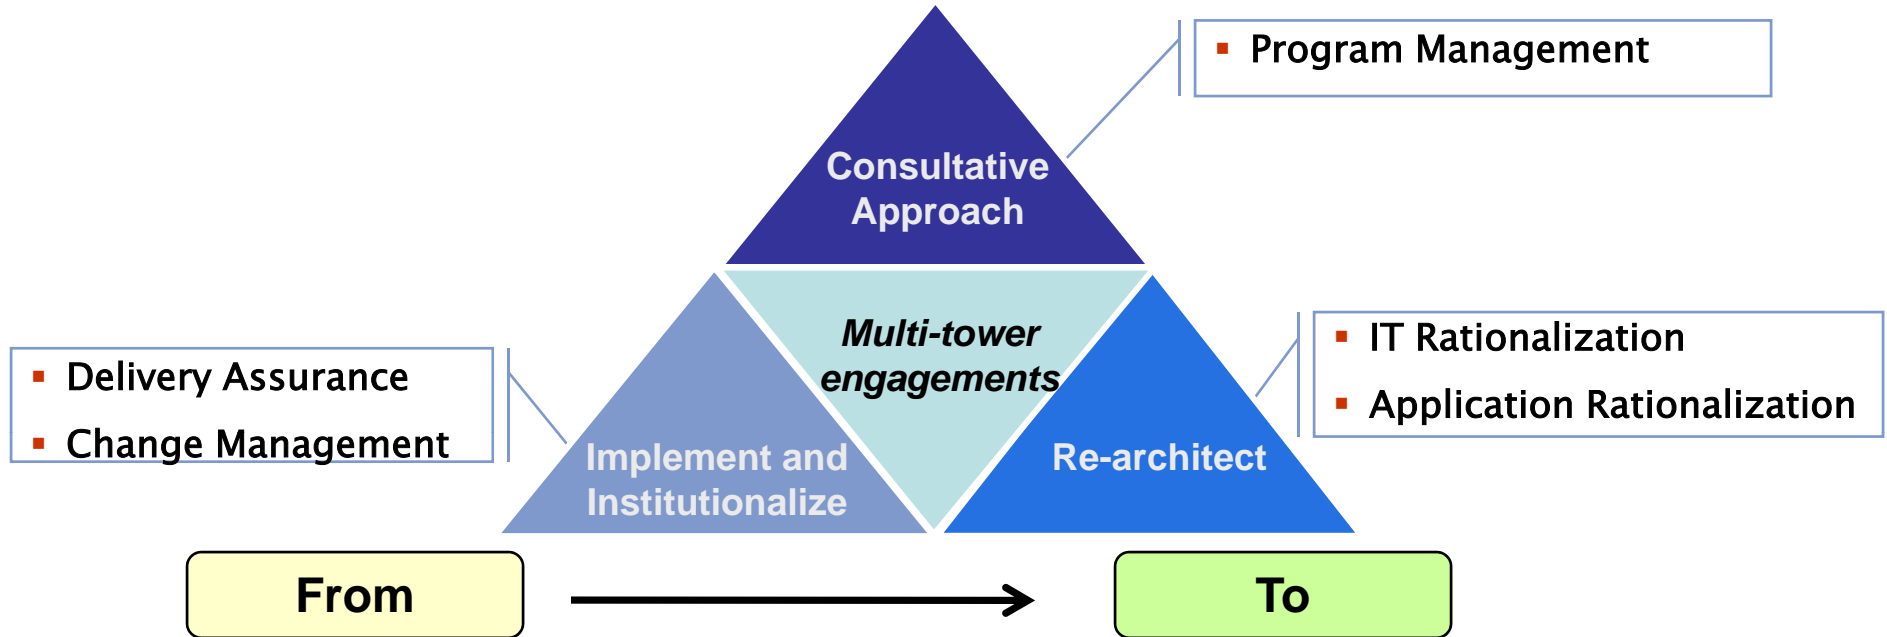 Program Management
Consultative
Approach
Multi-tower
engagements
IT Rationalization
Application Rationalization
Delivery Assurance
Change Management
Implement and
Institutionalize
Re-architect
From
To